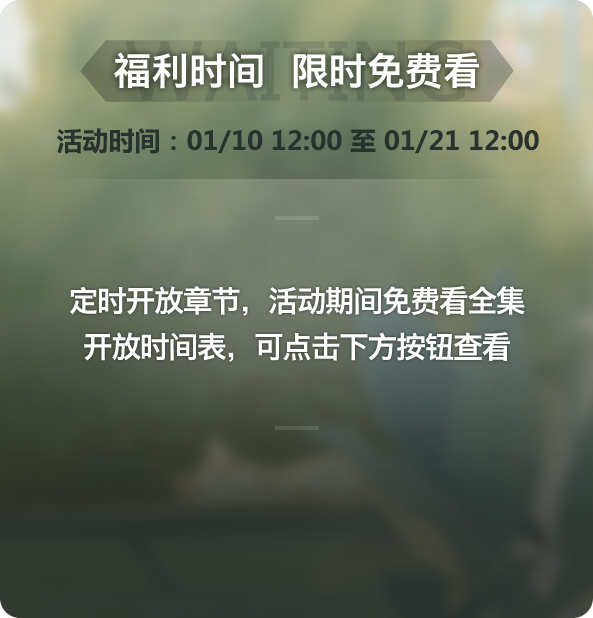 WAITING
福利时间 限时免费看
活动时间：01/10 12:00 至 01/21 12:00
定时开放章节，活动期间免费看全集
开放时间表，可点击下方按钮查看